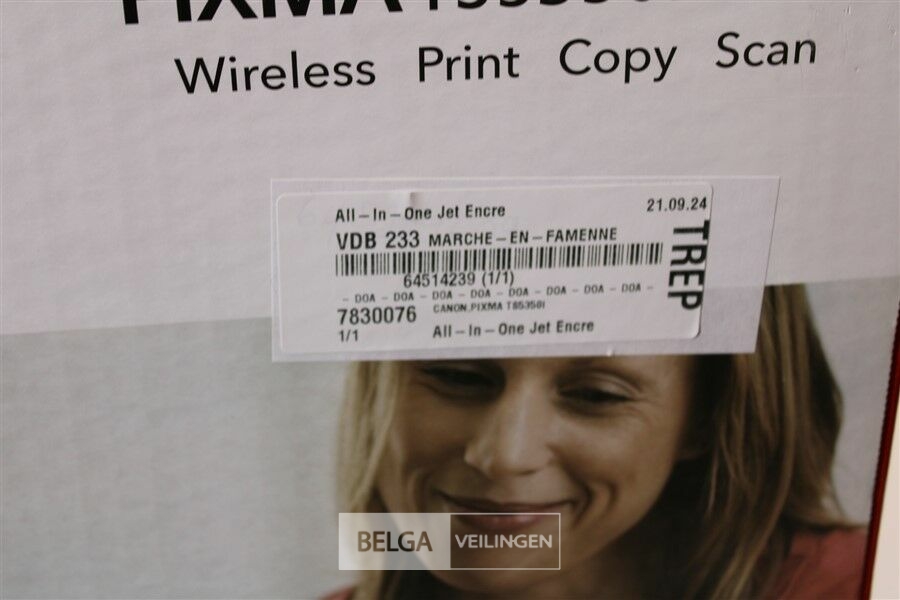 PIXMA
Wireless Print Copy Scan
All-In-One Jet Encre
21.09.24
VDB 233 MARCHE-EN-FAMENNE
TREP
64514239 (1/1)
- DOA - DOA - DOA - DOA - DOA - DOA - DOA - DOA -
7830076 CANON PIXMA TS5350I
1/1 All-In-One Jet Encre
BELGA VEILINGEN